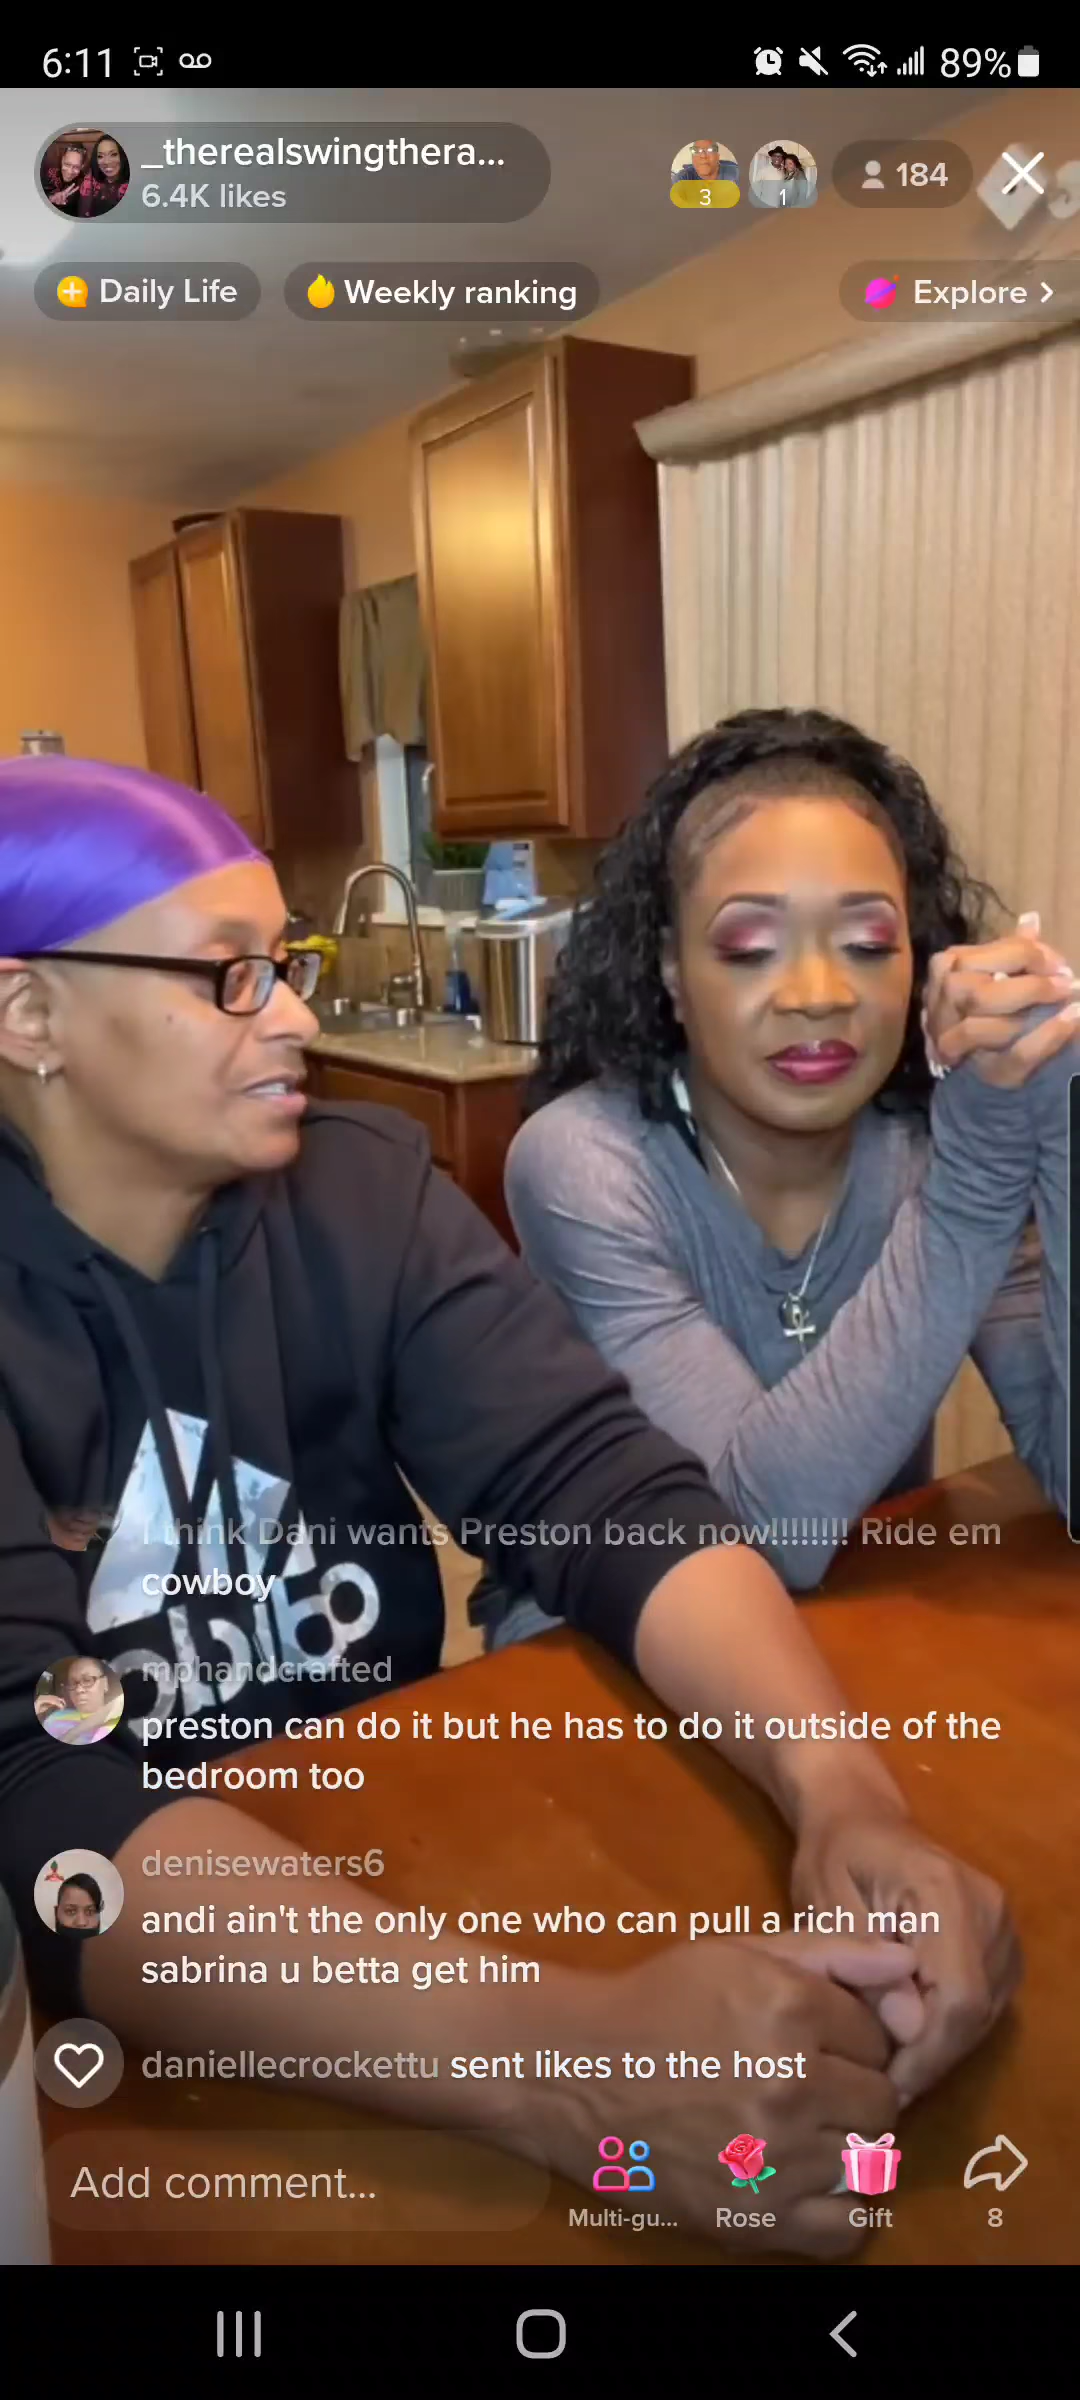 6:11
89%
_therealswingthera...
6.4K likes
3
1
184
Daily Life
Weekly ranking
Explore >
I think Dani wants Preston back now!!!!!!!! Ride em
cowboy
adidas
mphandcrafted
preston can do it but he has to do it outside of the
bedroom too
denisewaters6
andi ain't the only one who can pull a rich man
sabrina u betta get him
daniellecrockettu sent likes to the host
Add comment...
Multi-gu...
Rose
Gift
8